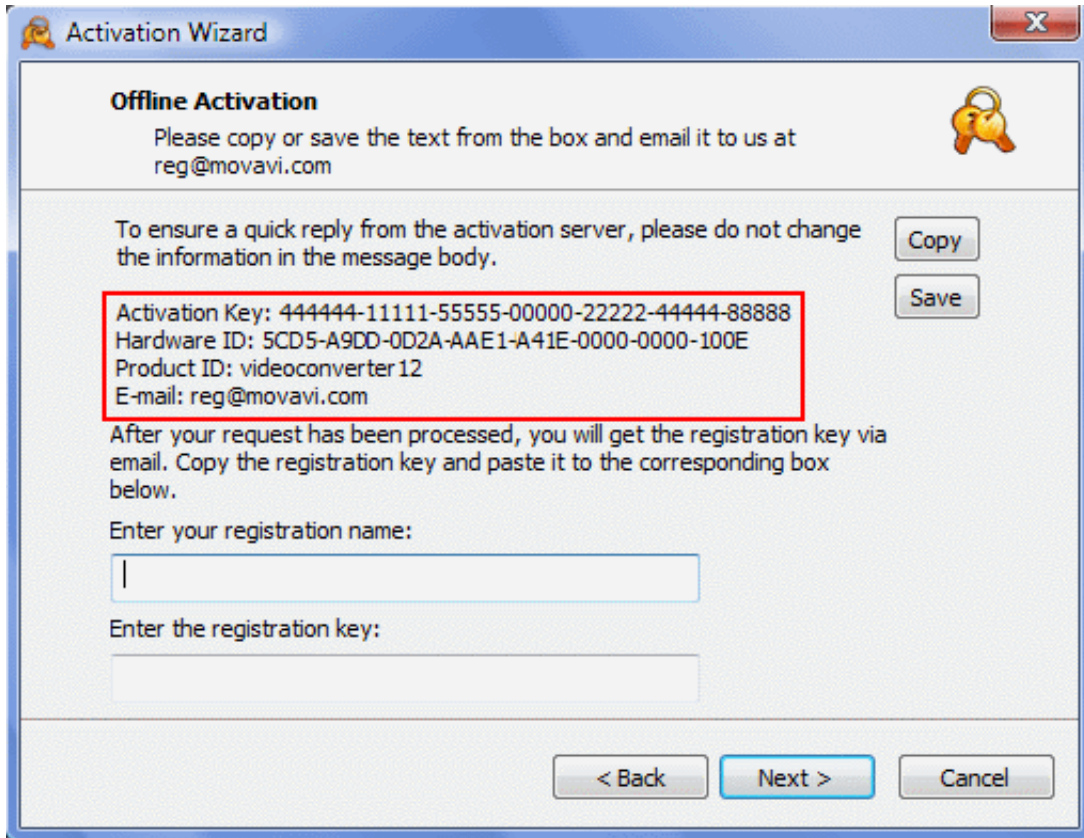 Activation Wizard
X
Offline Activation
Please copy or save the text from the box and email it to us at
reg@movavi.com
To ensure a quick reply from the activation server, please do not change
the information in the message body.
Copy
Save
Activation Key: 444444-11111-55555-00000-22222-44444-88888
Hardware ID: 5CD5-A9DD-0D2A-AAE1-A41E-0000-0000-100E
Product ID: videoconverter12
E-mail: reg@movavi.com
After your request has been processed, you will get the registration key via
email. Copy the registration key and paste it to the corresponding box
below.
Enter your registration name:
Enter the registration key:
< Back
Next >
Cancel